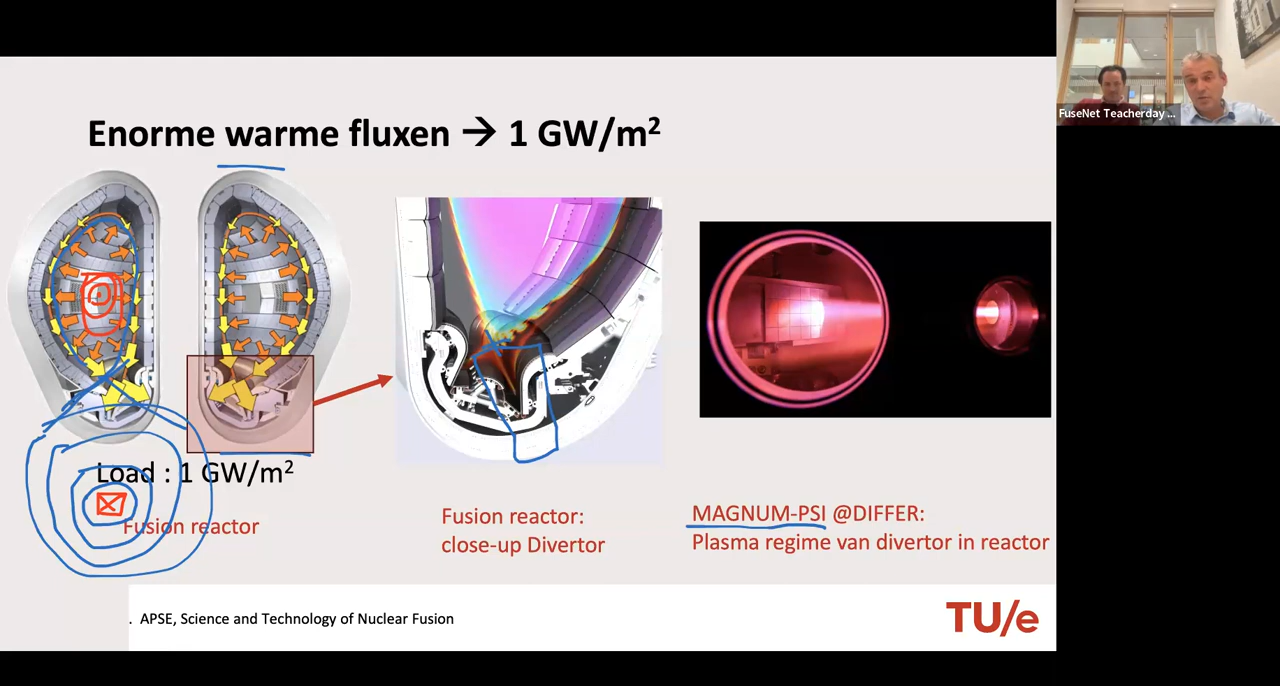 FuseNet Teacherday ...
Enorme warme fluxen → 1 GW/m²
Load : 1 GW/m²
Fusion reactor
Fusion reactor:
close-up Divertor
MAGNUM-PSI @DIFFER:
Plasma regime van divertor in reactor
. APSE, Science and Technology of Nuclear Fusion
TU/e